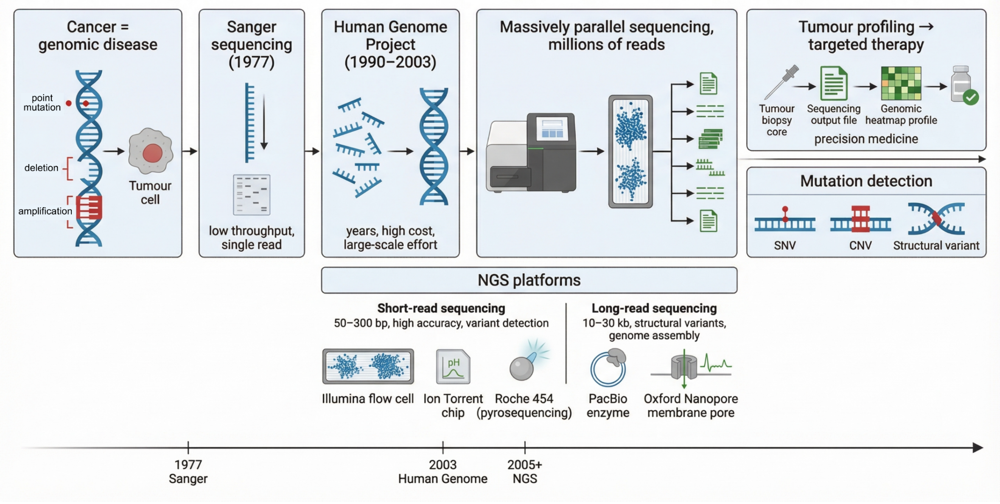 Cancer =
genomic disease
point
mutation
deletion
amplification
Tumour
cell
Sanger
sequencing
(1977)
low throughput,
single read
Human Genome
Project
(1990–2003)
years, high cost,
large-scale effort
Massively parallel sequencing,
millions of reads
Tumour profiling →
targeted therapy
Tumour
biopsy
core
Sequencing
output file
Genomic
heatmap profile
precision medicine
Mutation detection
SNV
CNV
Structural variant
NGS platforms
Short-read sequencing
50–300 bp, high accuracy, variant detection
Illumina flow cell
pH
Ion Torrent
chip
Roche 454
(pyrosequencing)
Long-read sequencing
10–30 kb, structural variants,
genome assembly
PacBio
enzyme
Oxford Nanopore
membrane pore
1977
Sanger
2003
Human Genome
2005+
NGS